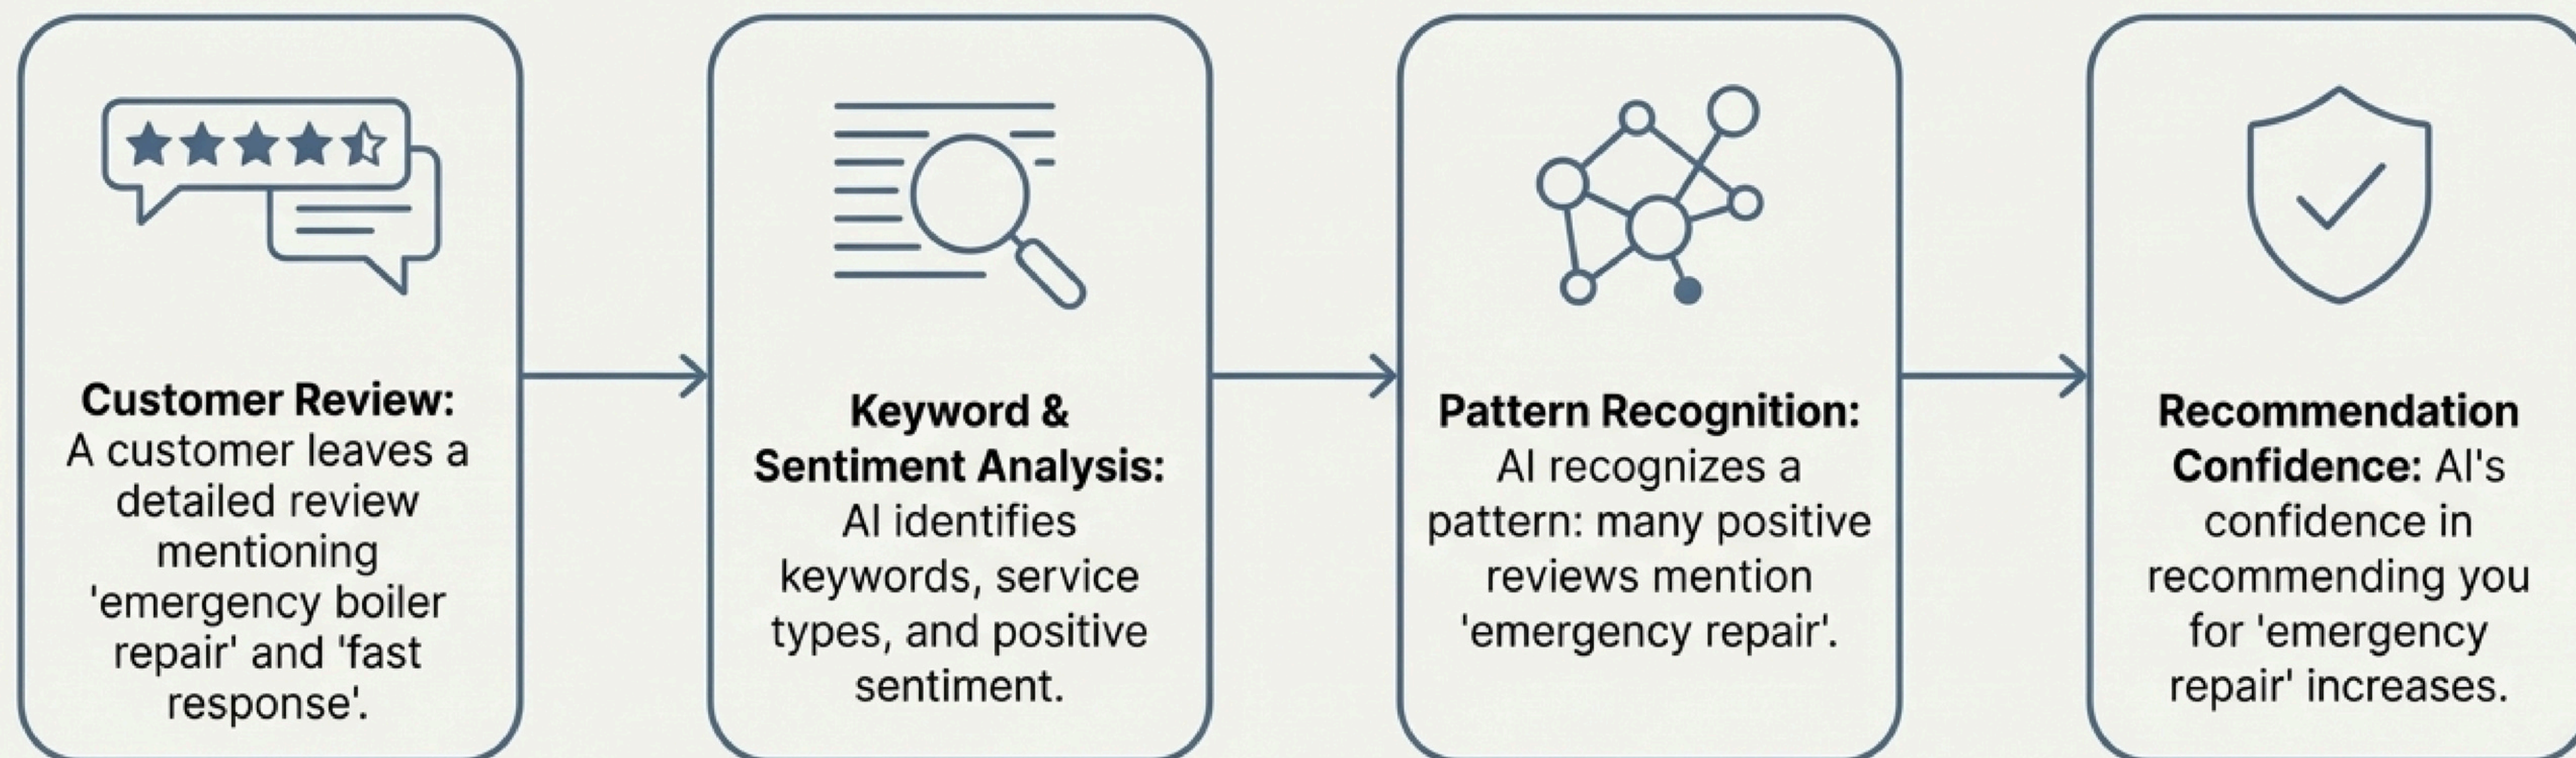 Customer Review:
A customer leaves a
detailed review
mentioning
'emergency boiler
repair' and 'fast
response'.
Keyword &
Sentiment Analysis:
AI identifies
keywords, service
types, and positive
sentiment.
Pattern Recognition:
AI recognizes a
pattern: many positive
reviews mention
'emergency repair'.
Recommendation
Confidence: AI's
confidence in
recommending you
for 'emergency
repair' increases.